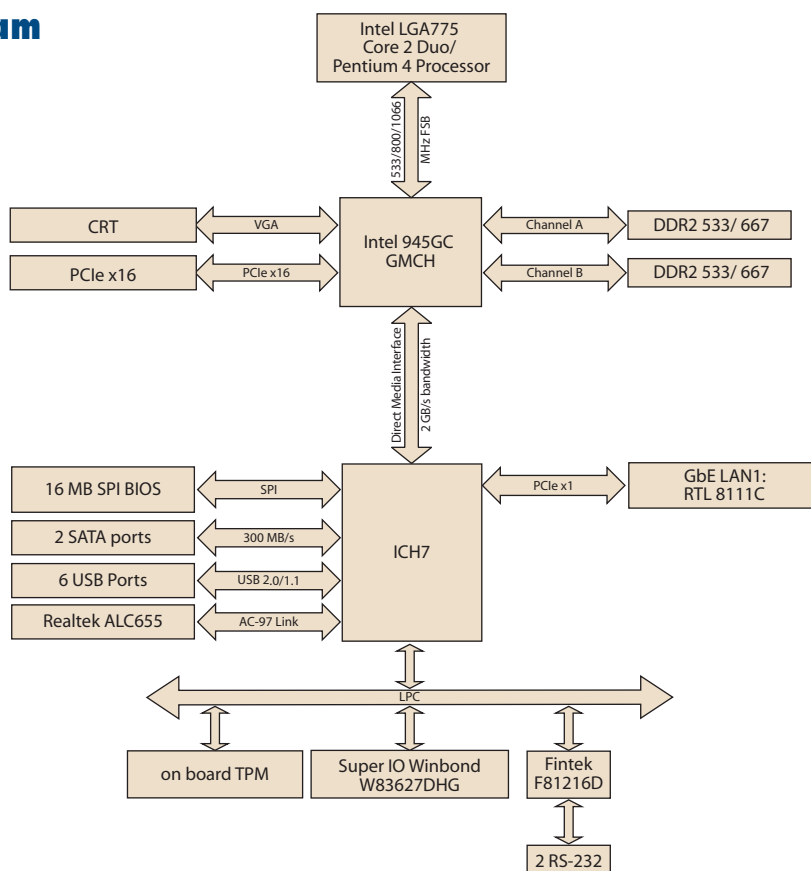 am
Intel LGA775
Core 2 Duo/
Pentium 4 Processor
533/800/1066
MHz FSB
CRT
VGA
Intel 945GC
GMCH
Channel A
DDR2 533/ 667
PCIe x16
PCIe x16
Channel B
DDR2 533/ 667
Direct Media Interface
2 GB/s bandwidth
16 MB SPI BIOS
SPI
ICH7
PCIe x1
GbE LAN1:
RTL 8111C
2 SATA ports
300 MB/s
6 USB Ports
USB 2.0/1.1
Realtek ALC655
AC-97 Link
LPC
on board TPM
Super IO Winbond
W83627DHG
Fintek
F81216D
2 RS-232